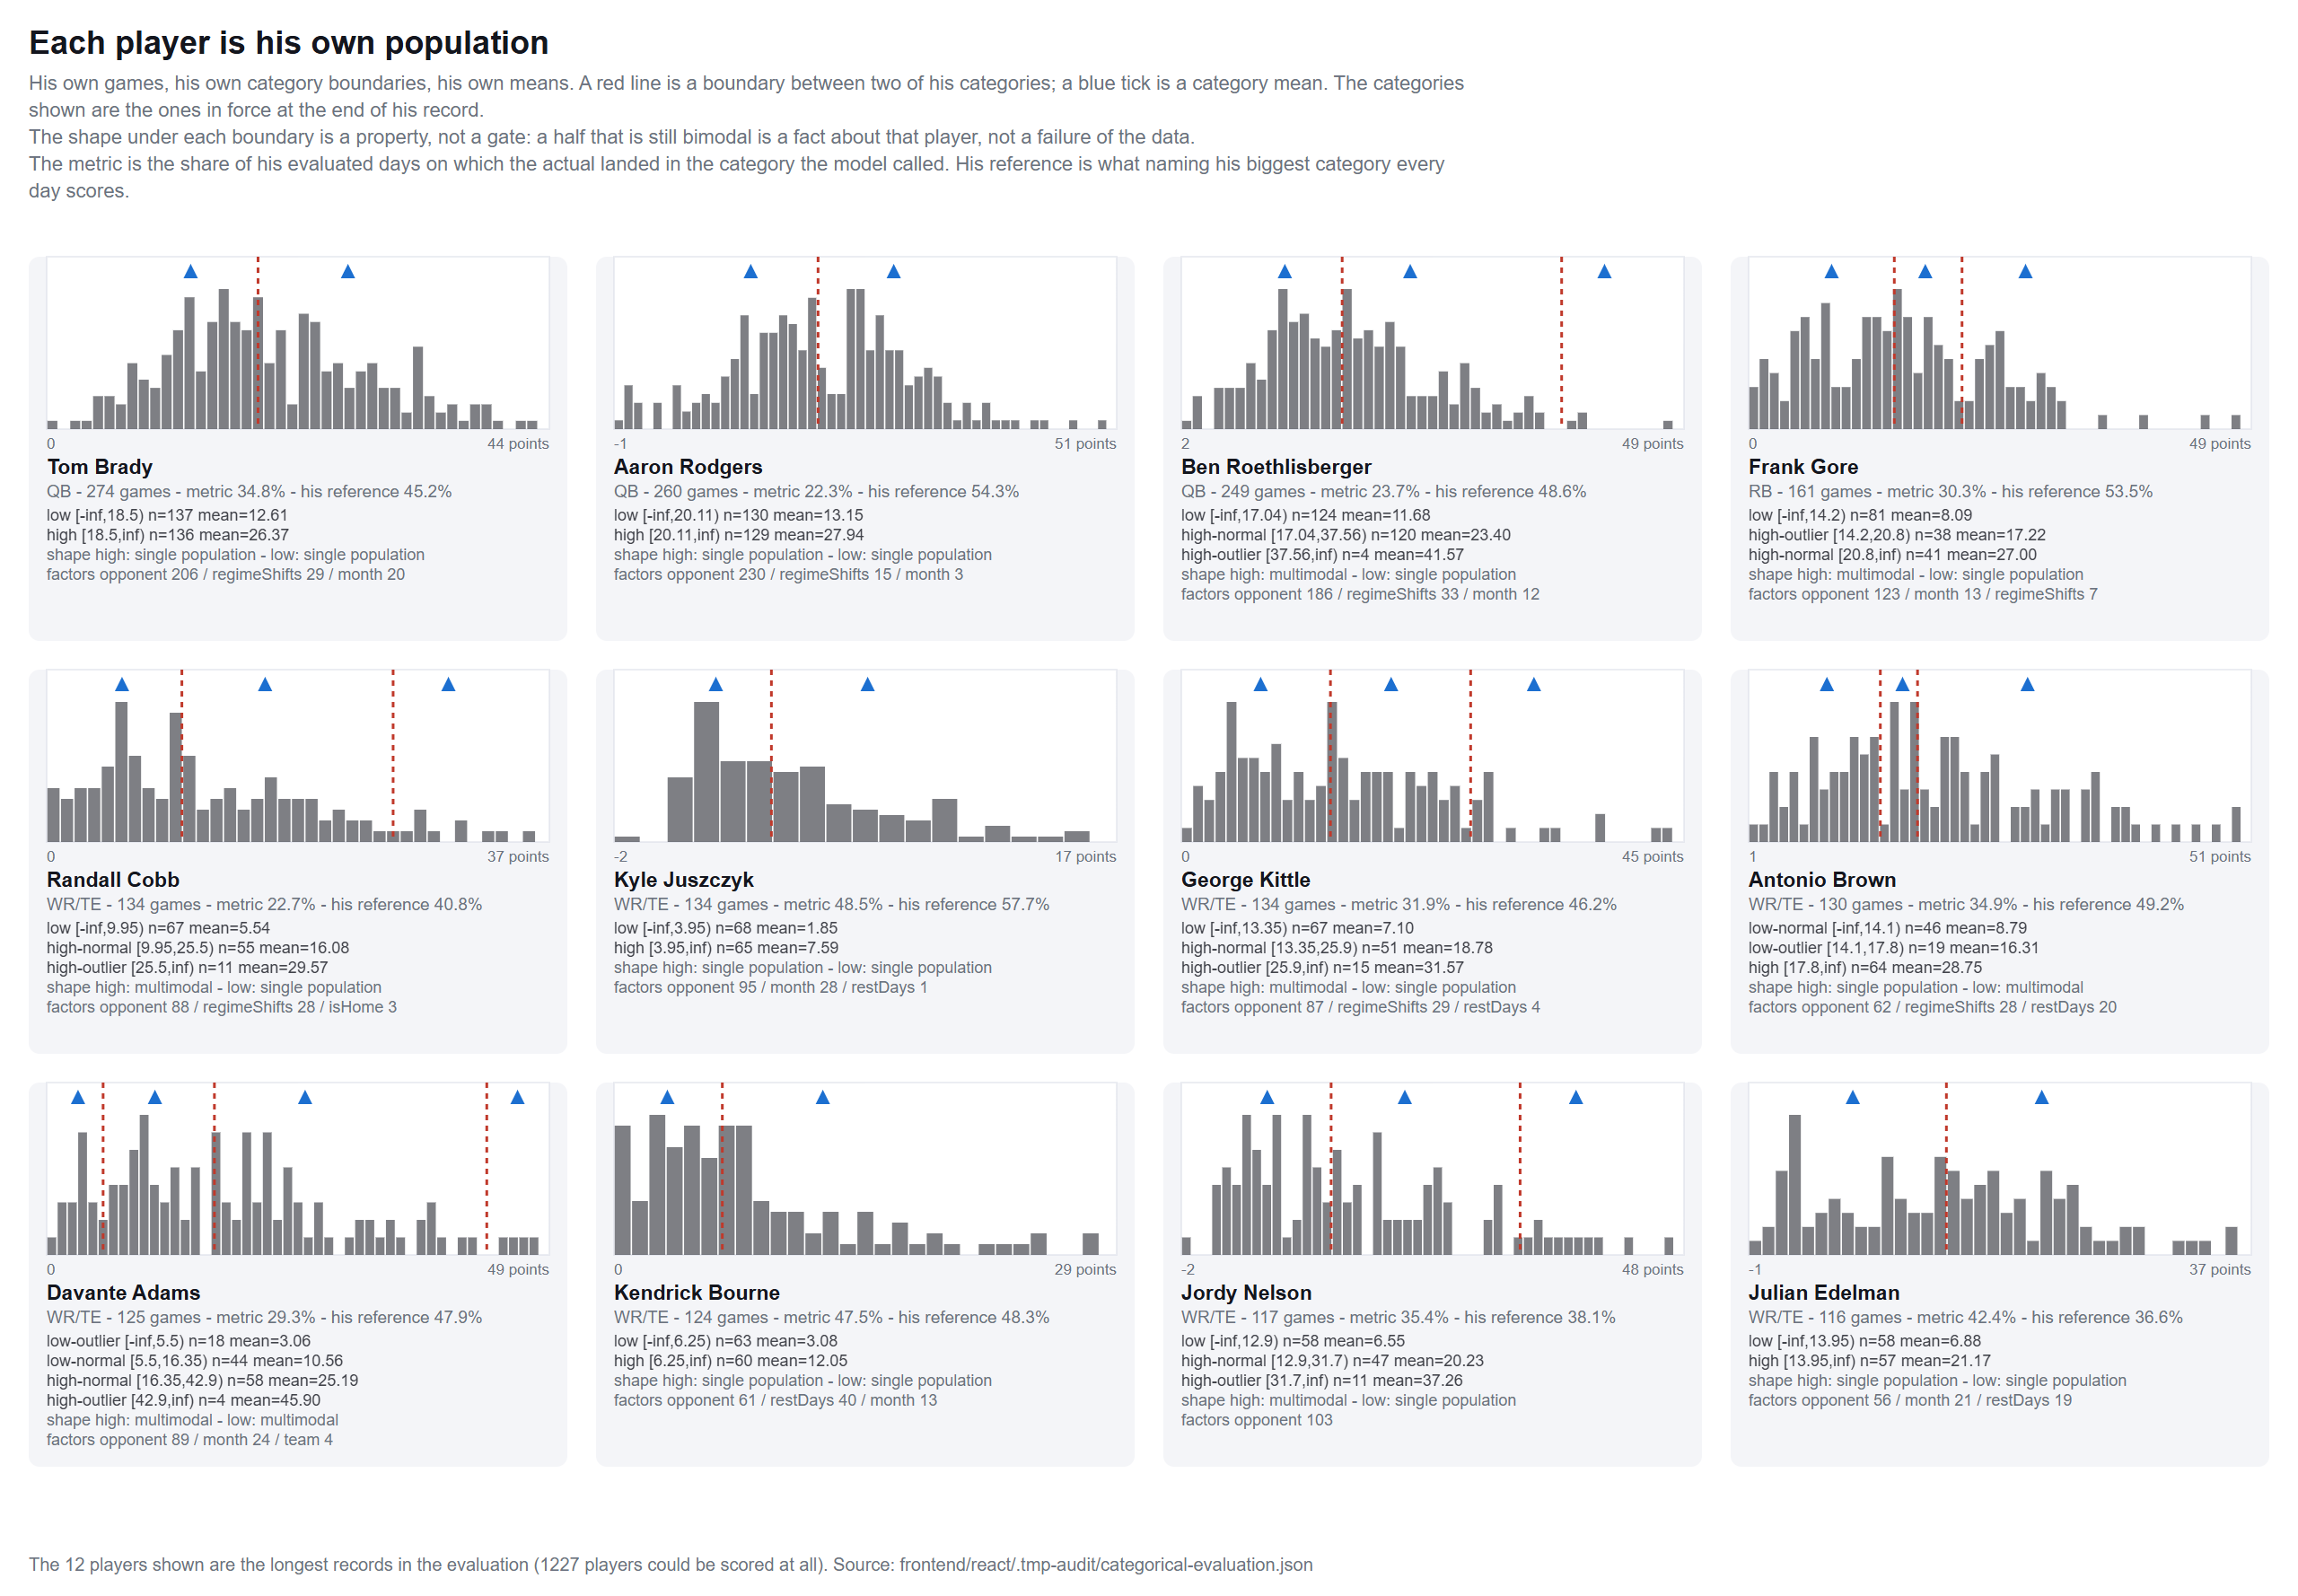 Each player is his own population
His own games, his own category boundaries, his own means. A red line is a boundary between two of his categories; a blue tick is a category mean. The categories
shown are the ones in force at the end of his record.
The shape under each boundary is a property, not a gate: a half that is still bimodal is a fact about that player, not a failure of the data.
The metric is the share of his evaluated days on which the actual landed in the category the model called. His reference is what naming his biggest category every
day scores.
0 44 points
Tom Brady
QB - 274 games - metric 34.8% - his reference 45.2%
low [-inf,18.5) n=137 mean=12.61
high [18.5,inf) n=136 mean=26.37
shape high: single population - low: single population
factors opponent 206 / regimeShifts 29 / month 20
-1 51 points
Aaron Rodgers
QB - 260 games - metric 22.3% - his reference 54.3%
low [-inf,20.11) n=130 mean=13.15
high [20.11,inf) n=129 mean=27.94
shape high: single population - low: single population
factors opponent 230 / regimeShifts 15 / month 3
2 49 points
Ben Roethlisberger
QB - 249 games - metric 23.7% - his reference 48.6%
low [-inf,17.04) n=124 mean=11.68
high-normal [17.04,37.56) n=120 mean=23.40
high-outlier [37.56,inf) n=4 mean=41.57
shape high: multimodal - low: single population
factors opponent 186 / regimeShifts 33 / month 12
0 49 points
Frank Gore
RB - 161 games - metric 30.3% - his reference 53.5%
low [-inf,14.2) n=81 mean=8.09
high-outlier [14.2,20.8) n=38 mean=17.22
high-normal [20.8,inf) n=41 mean=27.00
shape high: multimodal - low: single population
factors opponent 123 / month 13 / regimeShifts 7
0 37 points
Randall Cobb
WR/TE - 134 games - metric 22.7% - his reference 40.8%
low [-inf,9.95) n=67 mean=5.54
high-normal [9.95,25.5) n=55 mean=16.08
high-outlier [25.5,inf) n=11 mean=29.57
shape high: multimodal - low: single population
factors opponent 88 / regimeShifts 28 / isHome 3
-2 17 points
Kyle Juszczyk
WR/TE - 134 games - metric 48.5% - his reference 57.7%
low [-inf,3.95) n=68 mean=1.85
high [3.95,inf) n=65 mean=7.59
shape high: single population - low: single population
factors opponent 95 / month 28 / restDays 1
0 45 points
George Kittle
WR/TE - 134 games - metric 31.9% - his reference 46.2%
low [-inf,13.35) n=67 mean=7.10
high-normal [13.35,25.9) n=51 mean=18.78
high-outlier [25.9,inf) n=15 mean=31.57
shape high: multimodal - low: single population
factors opponent 87 / regimeShifts 29 / restDays 4
1 51 points
Antonio Brown
WR/TE - 130 games - metric 34.9% - his reference 49.2%
low-normal [-inf,14.1) n=46 mean=8.79
low-outlier [14.1,17.8) n=19 mean=16.31
high [17.8,inf) n=64 mean=28.75
shape high: single population - low: multimodal
factors opponent 62 / regimeShifts 28 / restDays 20
0 49 points
Davante Adams
WR/TE - 125 games - metric 29.3% - his reference 47.9%
low-outlier [-inf,5.5) n=18 mean=3.06
low-normal [5.5,16.35) n=44 mean=10.56
high-normal [16.35,42.9) n=58 mean=25.19
high-outlier [42.9,inf) n=4 mean=45.90
shape high: multimodal - low: multimodal
factors opponent 89 / month 24 / team 4
0 29 points
Kendrick Bourne
WR/TE - 124 games - metric 47.5% - his reference 48.3%
low [-inf,6.25) n=63 mean=3.08
high [6.25,inf) n=60 mean=12.05
shape high: single population - low: single population
factors opponent 61 / restDays 40 / month 13
-2 48 points
Jordy Nelson
WR/TE - 117 games - metric 35.4% - his reference 38.1%
low [-inf,12.9) n=58 mean=6.55
high-normal [12.9,31.7) n=47 mean=20.23
high-outlier [31.7,inf) n=11 mean=37.26
shape high: multimodal - low: single population
factors opponent 103
-1 37 points
Julian Edelman
WR/TE - 116 games - metric 42.4% - his reference 36.6%
low [-inf,13.95) n=58 mean=6.88
high [13.95,inf) n=57 mean=21.17
shape high: single population - low: single population
factors opponent 56 / month 21 / restDays 19
The 12 players shown are the longest records in the evaluation (1227 players could be scored at all). Source: frontend/react/.tmp-audit/categorical-evaluation.json